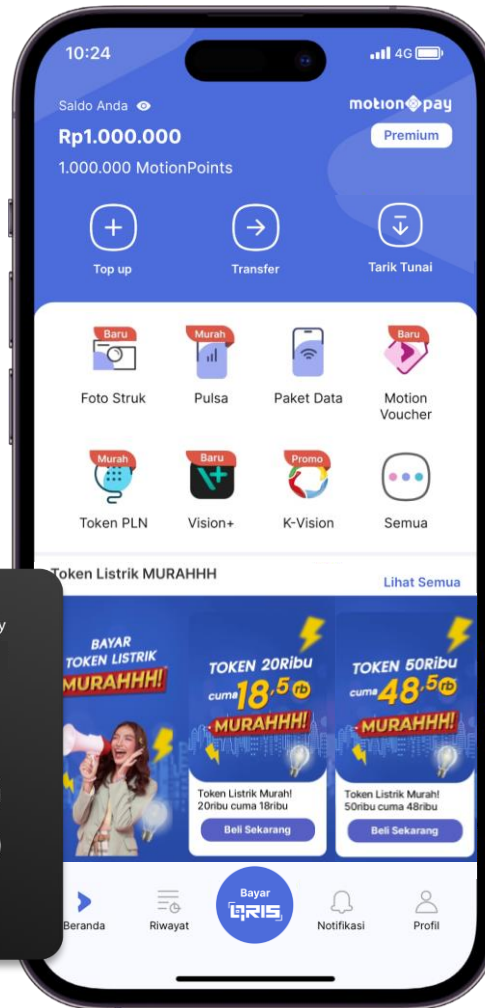 10:24
4G
Saldo Anda
motion pay
Rp1.000.000
Premium
1.000.000 MotionPoints
Top up
Transfer
Tarik Tunai
Baru
Murah
Baru
Foto Struk
Pulsa
Paket Data
Motion
Voucher
Murah
Baru
Promo
Token PLN
Vision+
K-Vision
Semua
Token Listrik MURAHHH
Lihat Semua
y
BAYAR
TOKEN LISTRIK
MURAHHH!
TOKEN 20Ribu
cuma 18,5 rb
MURAHHH!
Token Listrik Murah!
20ribu cuma 18ribu
Beli Sekarang
TOKEN 50Ribu
cuma 48,5 rb
MURAHHH!
Token Listrik Murah!
50ribu cuma 48ribu
Beli Sekarang
Beranda
Riwayat
Bayar
QRIS
Notifikasi
Profil